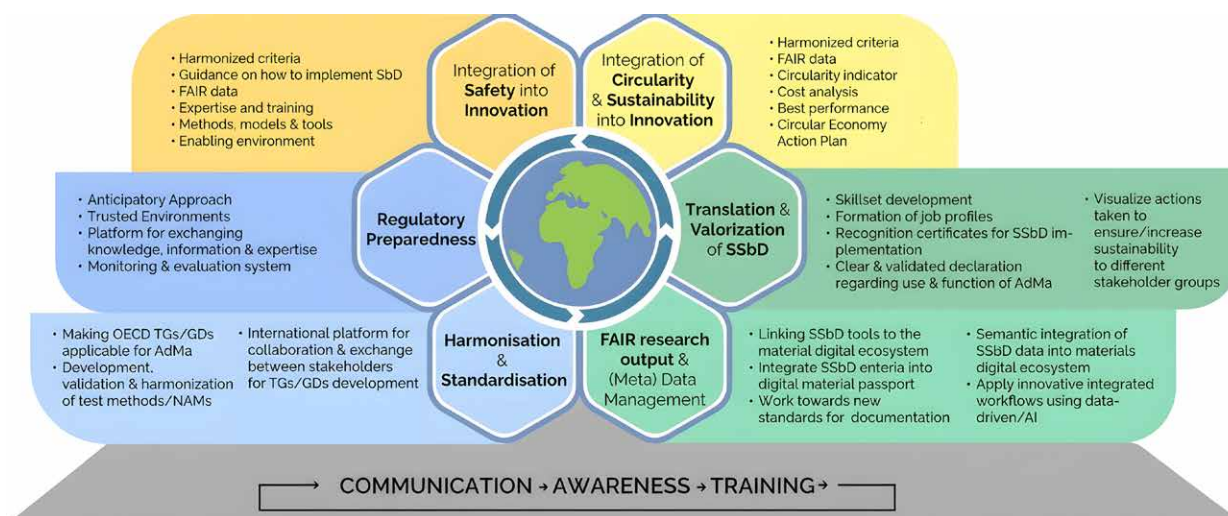 • Harmonized criteria
• Guidance on how to implement SbD
• FAIR data
• Expertise and training
• Methods, models & tools
• Enabling environment
Integration of
Safety into
Innovation
Integration of
Circularity
& Sustainability
into Innovation
• Harmonized criteria
• FAIR data
• Circularity indicator
• Cost analysis
• Best performance
• Circular Economy
Action Plan
• Anticipatory Approach
• Trusted Environments
• Platform for exchanging
knowledge, information & expertise
• Monitoring & evaluation system
Regulatory
Preparedness
Translation &
Valorization
of SSbD
• Skillset development
• Formation of job profiles
• Recognition certificates for SSbD im-
plementation
• Clear & validated declaration
regarding use & function of AdMa
• Visualize actions
taken to
ensure/increase
sustainability
to different
stakeholder groups
• Making OECD TGs/GDs
applicable for AdMa
• Development,
validation & harmonization
of test methods/NAMs
• International platform for
collaboration & exchange
between stakeholders
for TGs/GDs development
Harmonisation
&
Standardisation
FAIR research
output &
(Meta) Data
Management
• Linking SSbD tools to the
material digital ecosystem
• Integrate SSbD enteria into
digital material passport
• Work towards new
standards for documentation
• Semantic integration of
SSbD data into materials
digital ecosystem
• Apply innovative integrated
workflows using data-
driven/AI
→ COMMUNICATION → AWARENESS → TRAINING →